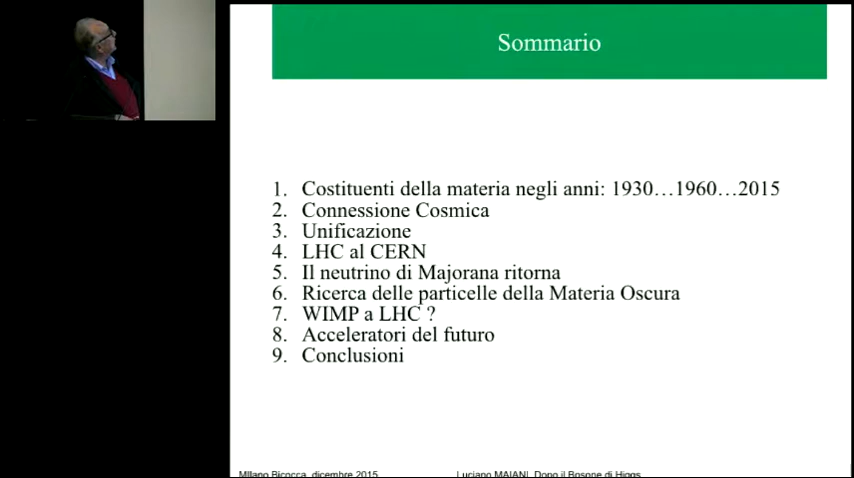 Sommario
1. Costituenti della materia negli anni: 1930…1960…2015
2. Connessione Cosmica
3. Unificazione
4. LHC al CERN
5. Il neutrino di Majorana ritorna
6. Ricerca delle particelle della Materia Oscura
7. WIMP a LHC ?
8. Acceleratori del futuro
9. Conclusioni
MIlano Bicocca, dicembre 2015
Luciano MAIANI. Dopo il Bosone di Higgs